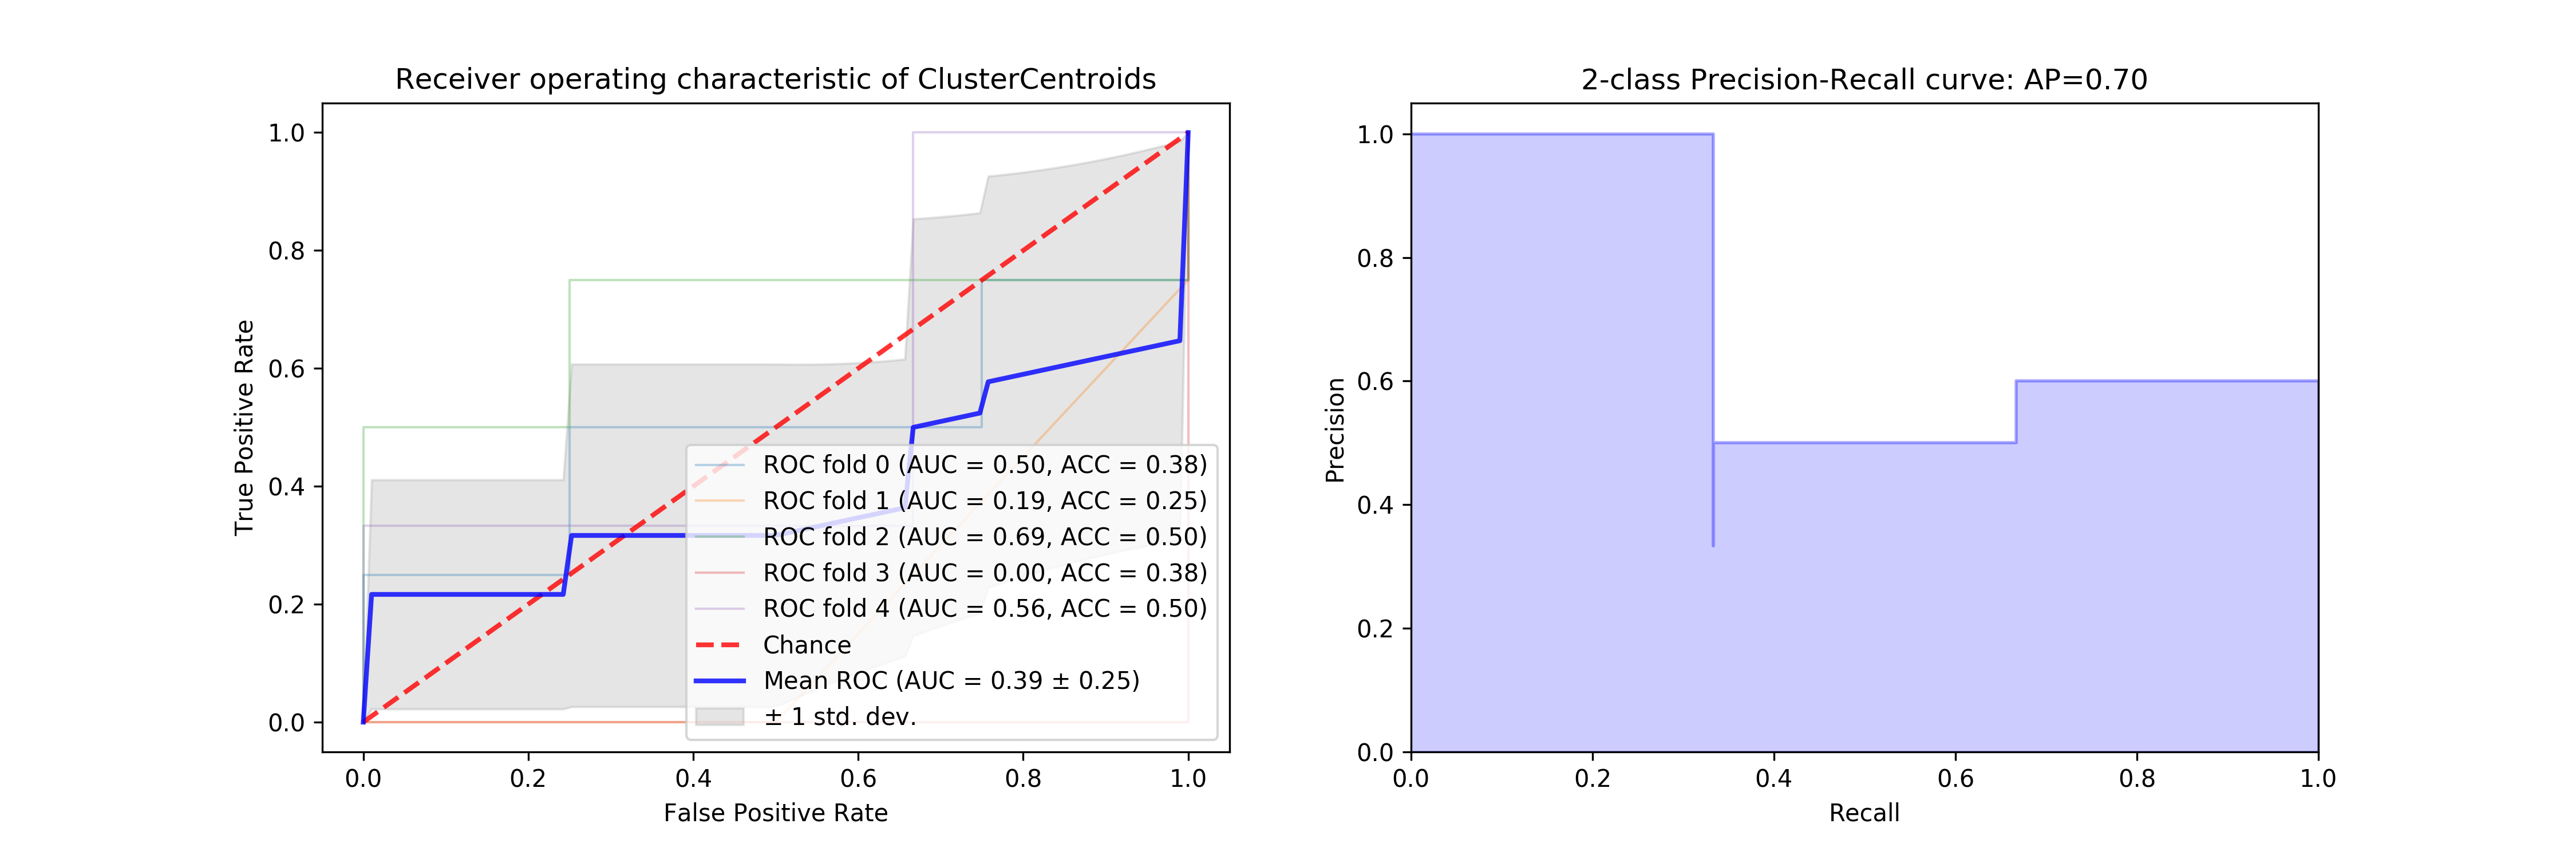 Receiver operating characteristic of ClusterCentroids
True Positive Rate
1.0
0.8
0.6
0.4
0.2
0.0
ROC fold 0 (AUC = 0.50, ACC = 0.38)
ROC fold 1 (AUC = 0.19, ACC = 0.25)
ROC fold 2 (AUC = 0.69, ACC = 0.50)
ROC fold 3 (AUC = 0.00, ACC = 0.38)
ROC fold 4 (AUC = 0.56, ACC = 0.50)
Chance
Mean ROC (AUC = 0.39 ± 0.25)
± 1 std. dev.
0.0 0.2 0.4 0.6 0.8 1.0
False Positive Rate
2-class Precision-Recall curve: AP=0.70
Precision
1.0
0.8
0.6
0.4
0.2
0.0
0.0 0.2 0.4 0.6 0.8 1.0
Recall